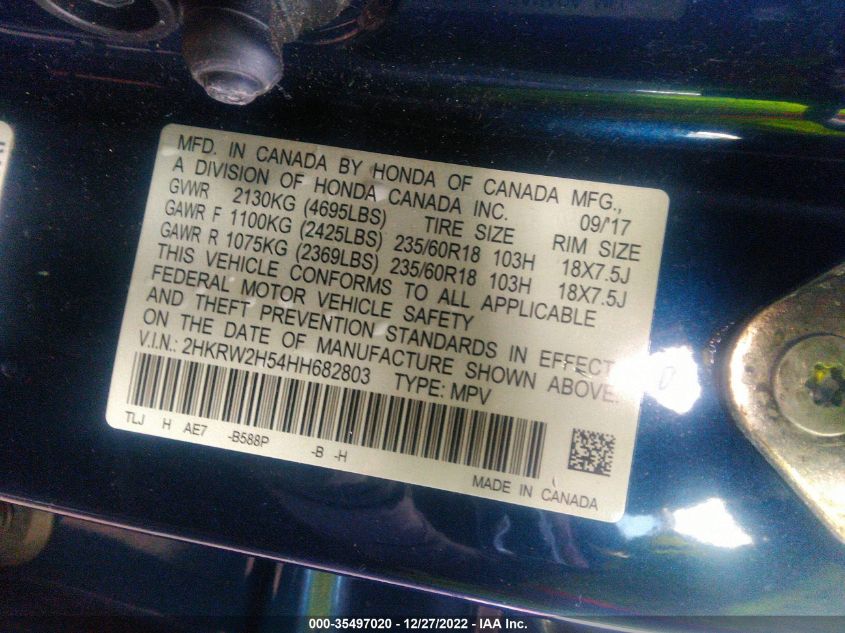 MFD. IN CANADA BY HONDA OF CANADA MFG.,
A DIVISION OF HONDA CANADA INC. 09/'17
GVWR 2130KG (4695LBS) TIRE SIZE RIM SIZE
GAWR F 1100KG (2425LBS) 235/60R18 103H 18X7.5J
GAWR R 1075KG (2369LBS) 235/60R18 103H 18X7.5J
THIS VEHICLE CONFORMS TO ALL APPLICABLE
FEDERAL MOTOR VEHICLE SAFETY
AND THEFT PREVENTION STANDARDS IN EFFECT
ON THE DATE OF MANUFACTURE SHOWN ABOVE.
V.I.N.: 2HKRW2H54HH682803 TYPE: MPV
TLJ H AE7 -B588P -B -H
MADE IN CANADA
000-35497020 - 12/27/2022 - IAA Inc.